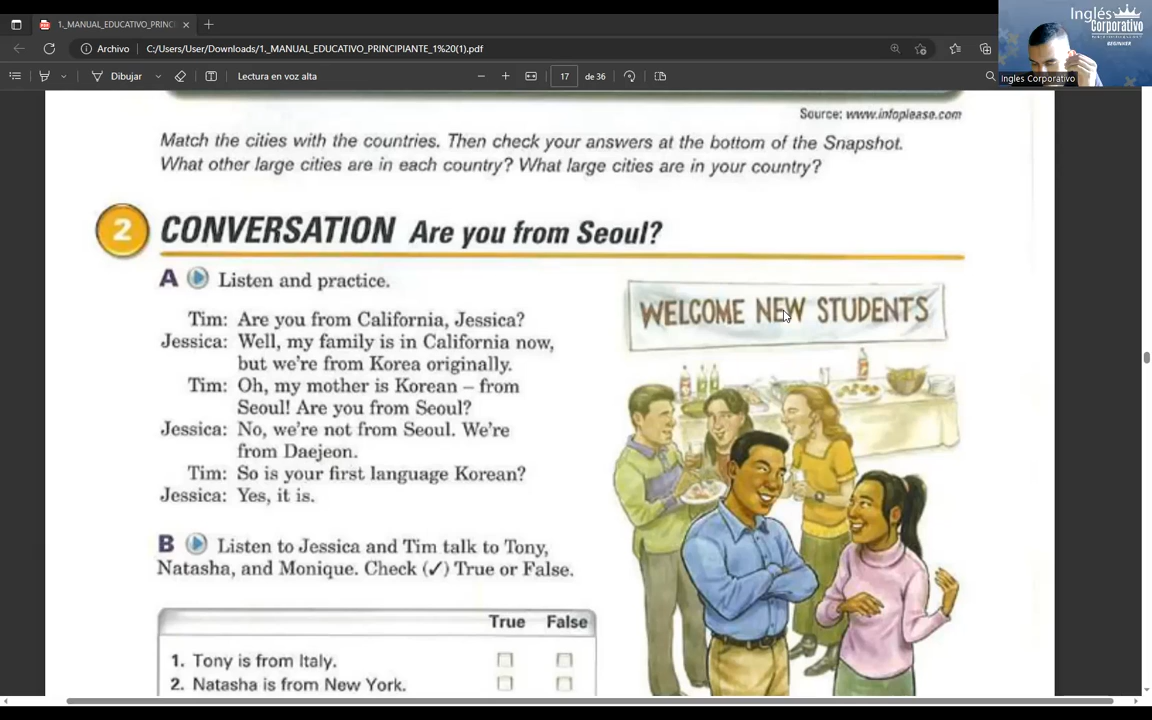 1._MANUAL_EDUCATIVO_PRINC
Archivo C:/Users/User/Downloads/1._MANUAL_EDUCATIVO_PRINCIPIANTE_1%20(1).pdf
Dibujar Lectura en voz alta 17 de 36
Inglés
Corporativo
BEGINNER
Ingles Corporativo
Source: www.infoplease.com
Match the cities with the countries. Then check your answers at the bottom of the Snapshot.
What other large cities are in each country? What large cities are in your country?
2 CONVERSATION Are you from Seoul?
A Listen and practice.
Tim: Are you from California, Jessica?
Jessica: Well, my family is in California now,
but we're from Korea originally.
Tim: Oh, my mother is Korean – from
Seoul! Are you from Seoul?
Jessica: No, we're not from Seoul. We're
from Daejeon.
Tim: So is your first language Korean?
Jessica: Yes, it is.
WELCOME NEW STUDENTS
B Listen to Jessica and Tim talk to Tony,
Natasha, and Monique. Check (✓) True or False.
True False
1. Tony is from Italy.
2. Natasha is from New York.